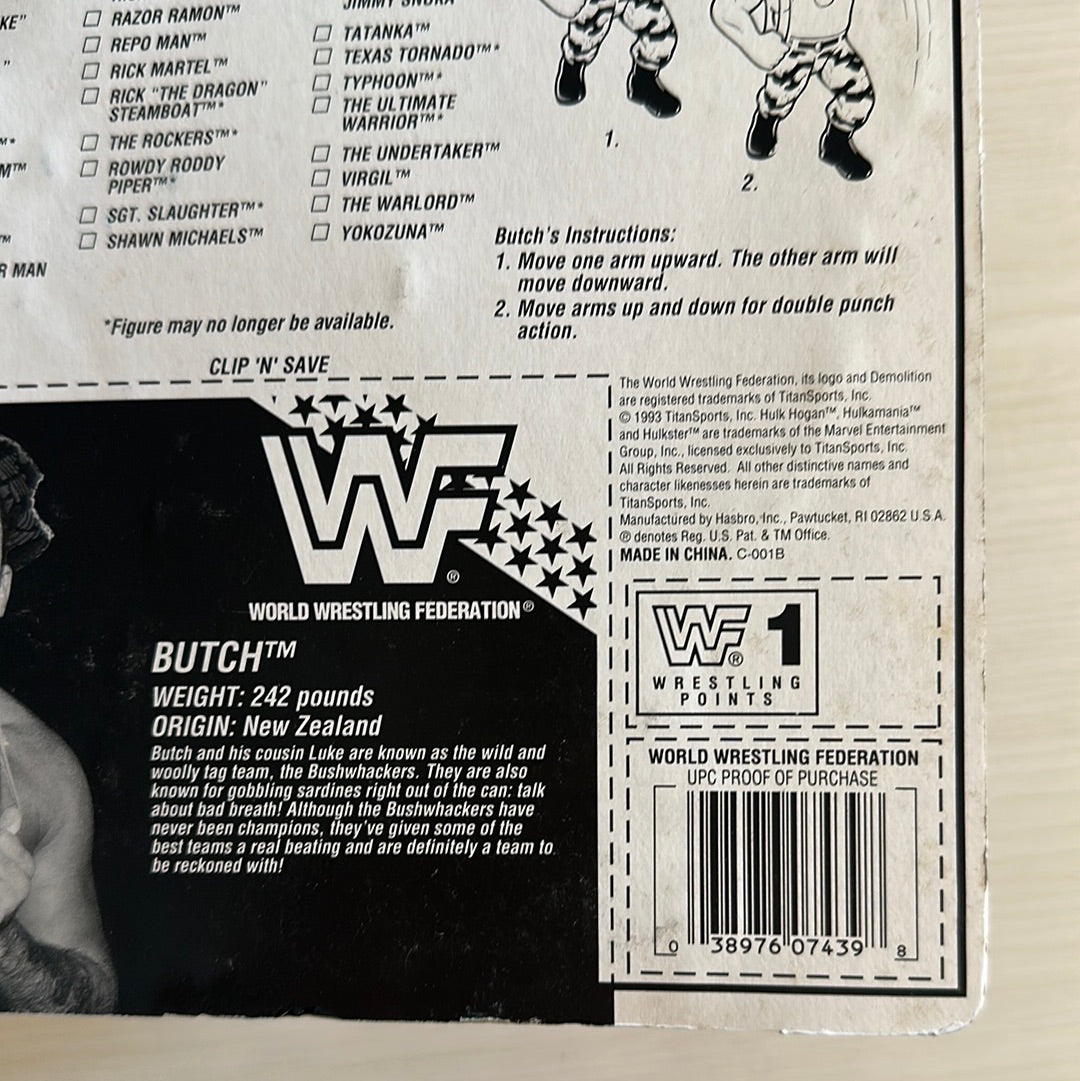 KE"
"
™*
M™
™
R MAN
☐ RAZOR RAMON™
☐ REPO MAN™
☐ RICK MARTEL™
☐ RICK "THE DRAGON"
STEAMBOAT™*
☐ THE ROCKERS™*
☐ ROWDY RODDY
PIPER™*
☐ SGT. SLAUGHTER™*
☐ SHAWN MICHAELS™
JIMMY SNUKA
☐ TATANKA™
☐ TEXAS TORNADO™*
☐ TYPHOON™*
☐ THE ULTIMATE
WARRIOR™*
☐ THE UNDERTAKER™
☐ VIRGIL™
☐ THE WARLORD™
☐ YOKOZUNA™
*Figure may no longer be available.
1.
2.
Butch's Instructions:
1. Move one arm upward. The other arm will
move downward.
2. Move arms up and down for double punch
action.
CLIP 'N' SAVE
WF®
WORLD WRESTLING FEDERATION®
BUTCH™
WEIGHT: 242 pounds
ORIGIN: New Zealand
Butch and his cousin Luke are known as the wild and
woolly tag team, the Bushwhackers. They are also
known for gobbling sardines right out of the can: talk
about bad breath! Although the Bushwhackers have
never been champions, they've given some of the
best teams a real beating and are definitely a team to
be reckoned with!
The World Wrestling Federation, its logo and Demolition
are registered trademarks of TitanSports, Inc.
© 1993 TitanSports, Inc. Hulk Hogan™, Hulkamania™
and Hulkster™ are trademarks of the Marvel Entertainment
Group, Inc., licensed exclusively to TitanSports, Inc.
All Rights Reserved. All other distinctive names and
character likenesses herein are trademarks of
TitanSports, Inc.
Manufactured by Hasbro, Inc., Pawtucket, RI 02862 U.S.A.
® denotes Reg. U.S. Pat. & TM Office.
MADE IN CHINA. C-001B
WF® 1
WRESTLING
POINTS
WORLD WRESTLING FEDERATION
UPC PROOF OF PURCHASE
0 38976 07439 8